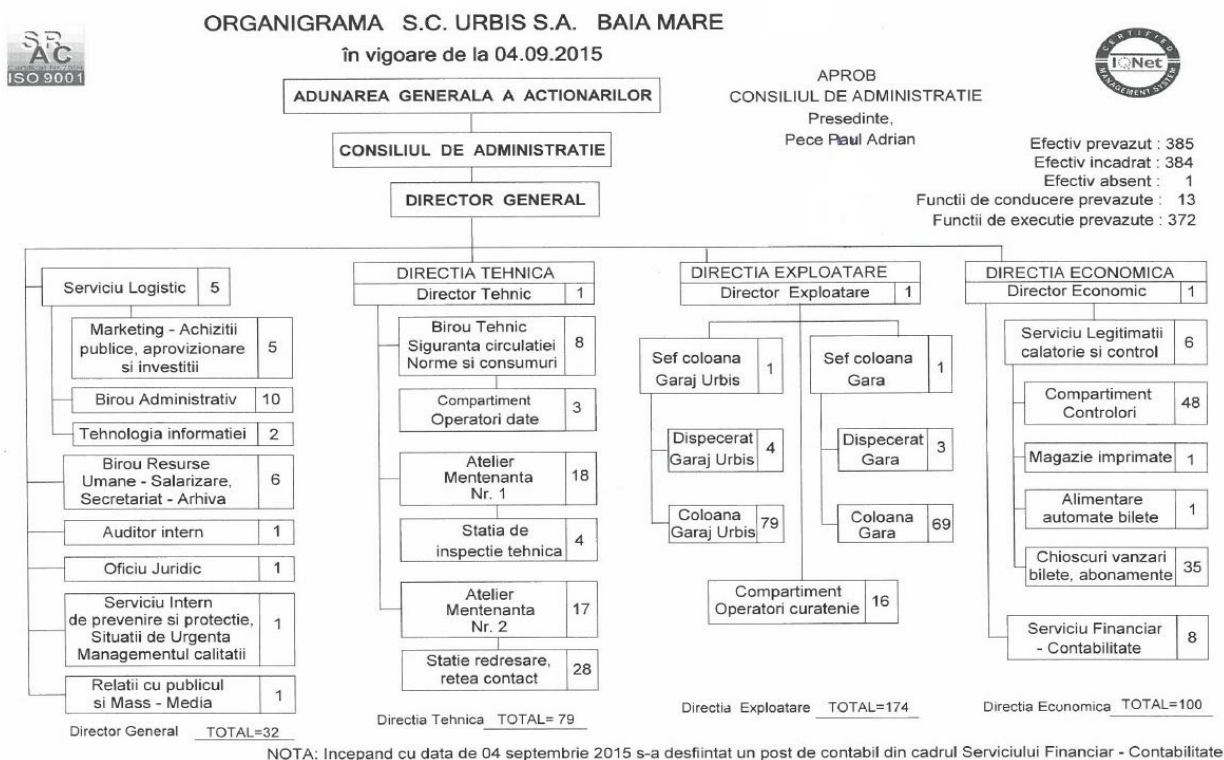 ORGANIGRAMA S.C. URBIS S.A. BAIA MARE
în vigoare de la 04.09.2015
SRAC
ISO 9001
CERTIFIED
IQNet
MANAGEMENT SYSTEM
APROB
CONSILIUL DE ADMINISTRATIE
Presedinte,
Pece Paul Adrian
Efectiv prevazut : 385
Efectiv incadrat : 384
Efectiv absent : 1
Functii de conducere prevazute : 13
Functii de executie prevazute : 372
ADUNAREA GENERALA A ACTIONARILOR
CONSILIUL DE ADMINISTRATIE
DIRECTOR GENERAL
Serviciu Logistic 5
Marketing - Achizitii
publice, aprovizionare
si investitii 5
Birou Administrativ 10
Tehnologia informatiei 2
Birou Resurse
Umane - Salarizare,
Secretariat - Arhiva 6
Auditor intern 1
Oficiu Juridic 1
Serviciu Intern
de prevenire si protectie,
Situatii de Urgenta
Managementul calitatii 1
Relatii cu publicul
si Mass - Media 1
Director General TOTAL=32
DIRECTIA TEHNICA
Director Tehnic 1
Birou Tehnic
Siguranta circulatiei
Norme si consumuri 8
Compartiment
Operatori date 3
Atelier
Mentenanta
Nr. 1 18
Statia de
inspectie tehnica 4
Atelier
Mentenanta
Nr. 2 17
Statie redresare,
retea contact 28
Directia Tehnica TOTAL= 79
DIRECTIA EXPLOATARE
Director Exploatare 1
Sef coloana
Garaj Urbis 1
Dispecerat
Garaj Urbis 4
Coloana
Garaj Urbis 79
Sef coloana
Gara 1
Dispecerat
Gara 3
Coloana
Gara 69
Compartiment
Operatori curatenie 16
Directia Exploatare TOTAL=174
DIRECTIA ECONOMICA
Director Economic 1
Serviciu Legitimatii
calatorie si control 6
Compartiment
Controlori 48
Magazie imprimate 1
Alimentare
automate bilete 1
Chioscuri vanzari
bilete, abonamente 35
Serviciu Financiar
- Contabilitate 8
Directia Economica TOTAL=100
NOTA: Incepand cu data de 04 septembrie 2015 s-a desfiintat un post de contabil din cadrul Serviciului Financiar - Contabilitate